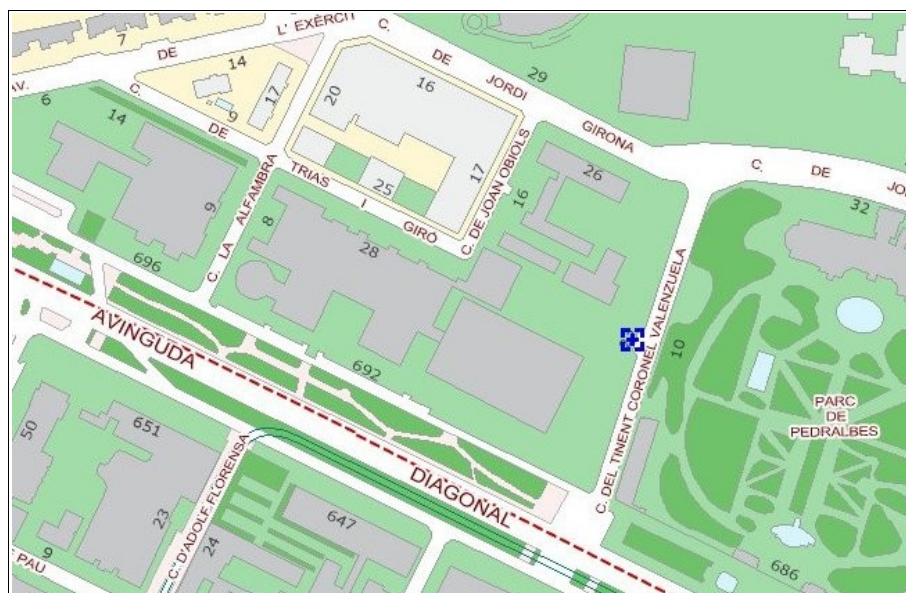 7
L' EXÈRCIT
DE
AV.
C.
DE
JORDI
GIRONA
C.
DE
29
14
17
20
16
6
14
C.
DE
9
TRIAS
I
GIRÓ
25
17
C. DE JOAN OBIOLS
16
26
32
9
C. LA ALFAMBRA
8
28
696
692
AVINGUDA
DIAGONAL
C. DEL TINENT CORONEL VALENZUELA
10
PARC
DE
PEDRALBES
50
651
23
C. D'ADOLF FLORENSA
24
647
9
PAU
686